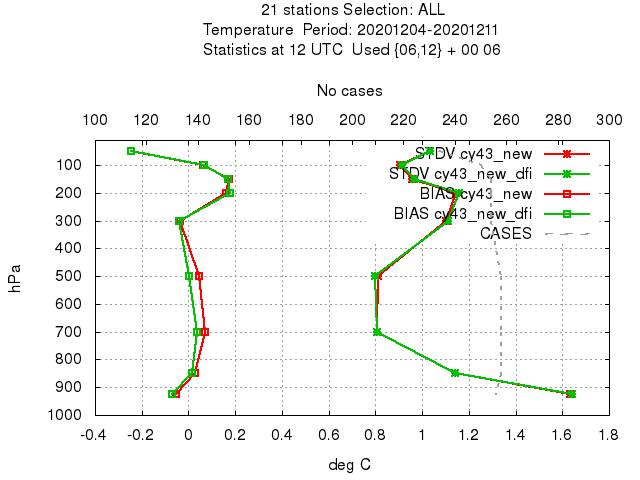 21 stations Selection: ALL
Temperature  Period: 20201204-20201211
Statistics at 12 UTC  Used {06,12} + 00 06
No cases
100 120 140 160 180 200 220 240 260 280 300
STDV cy43_new
100
STDV cy43_new_dfi
BIAS cy43_new
200
BIAS cy43_new_dfi
300
CASES
400
500
600
700
800
900
1000
hPa
-0.4 -0.2 0 0.2 0.4 0.6 0.8 1 1.2 1.4 1.6 1.8
deg C